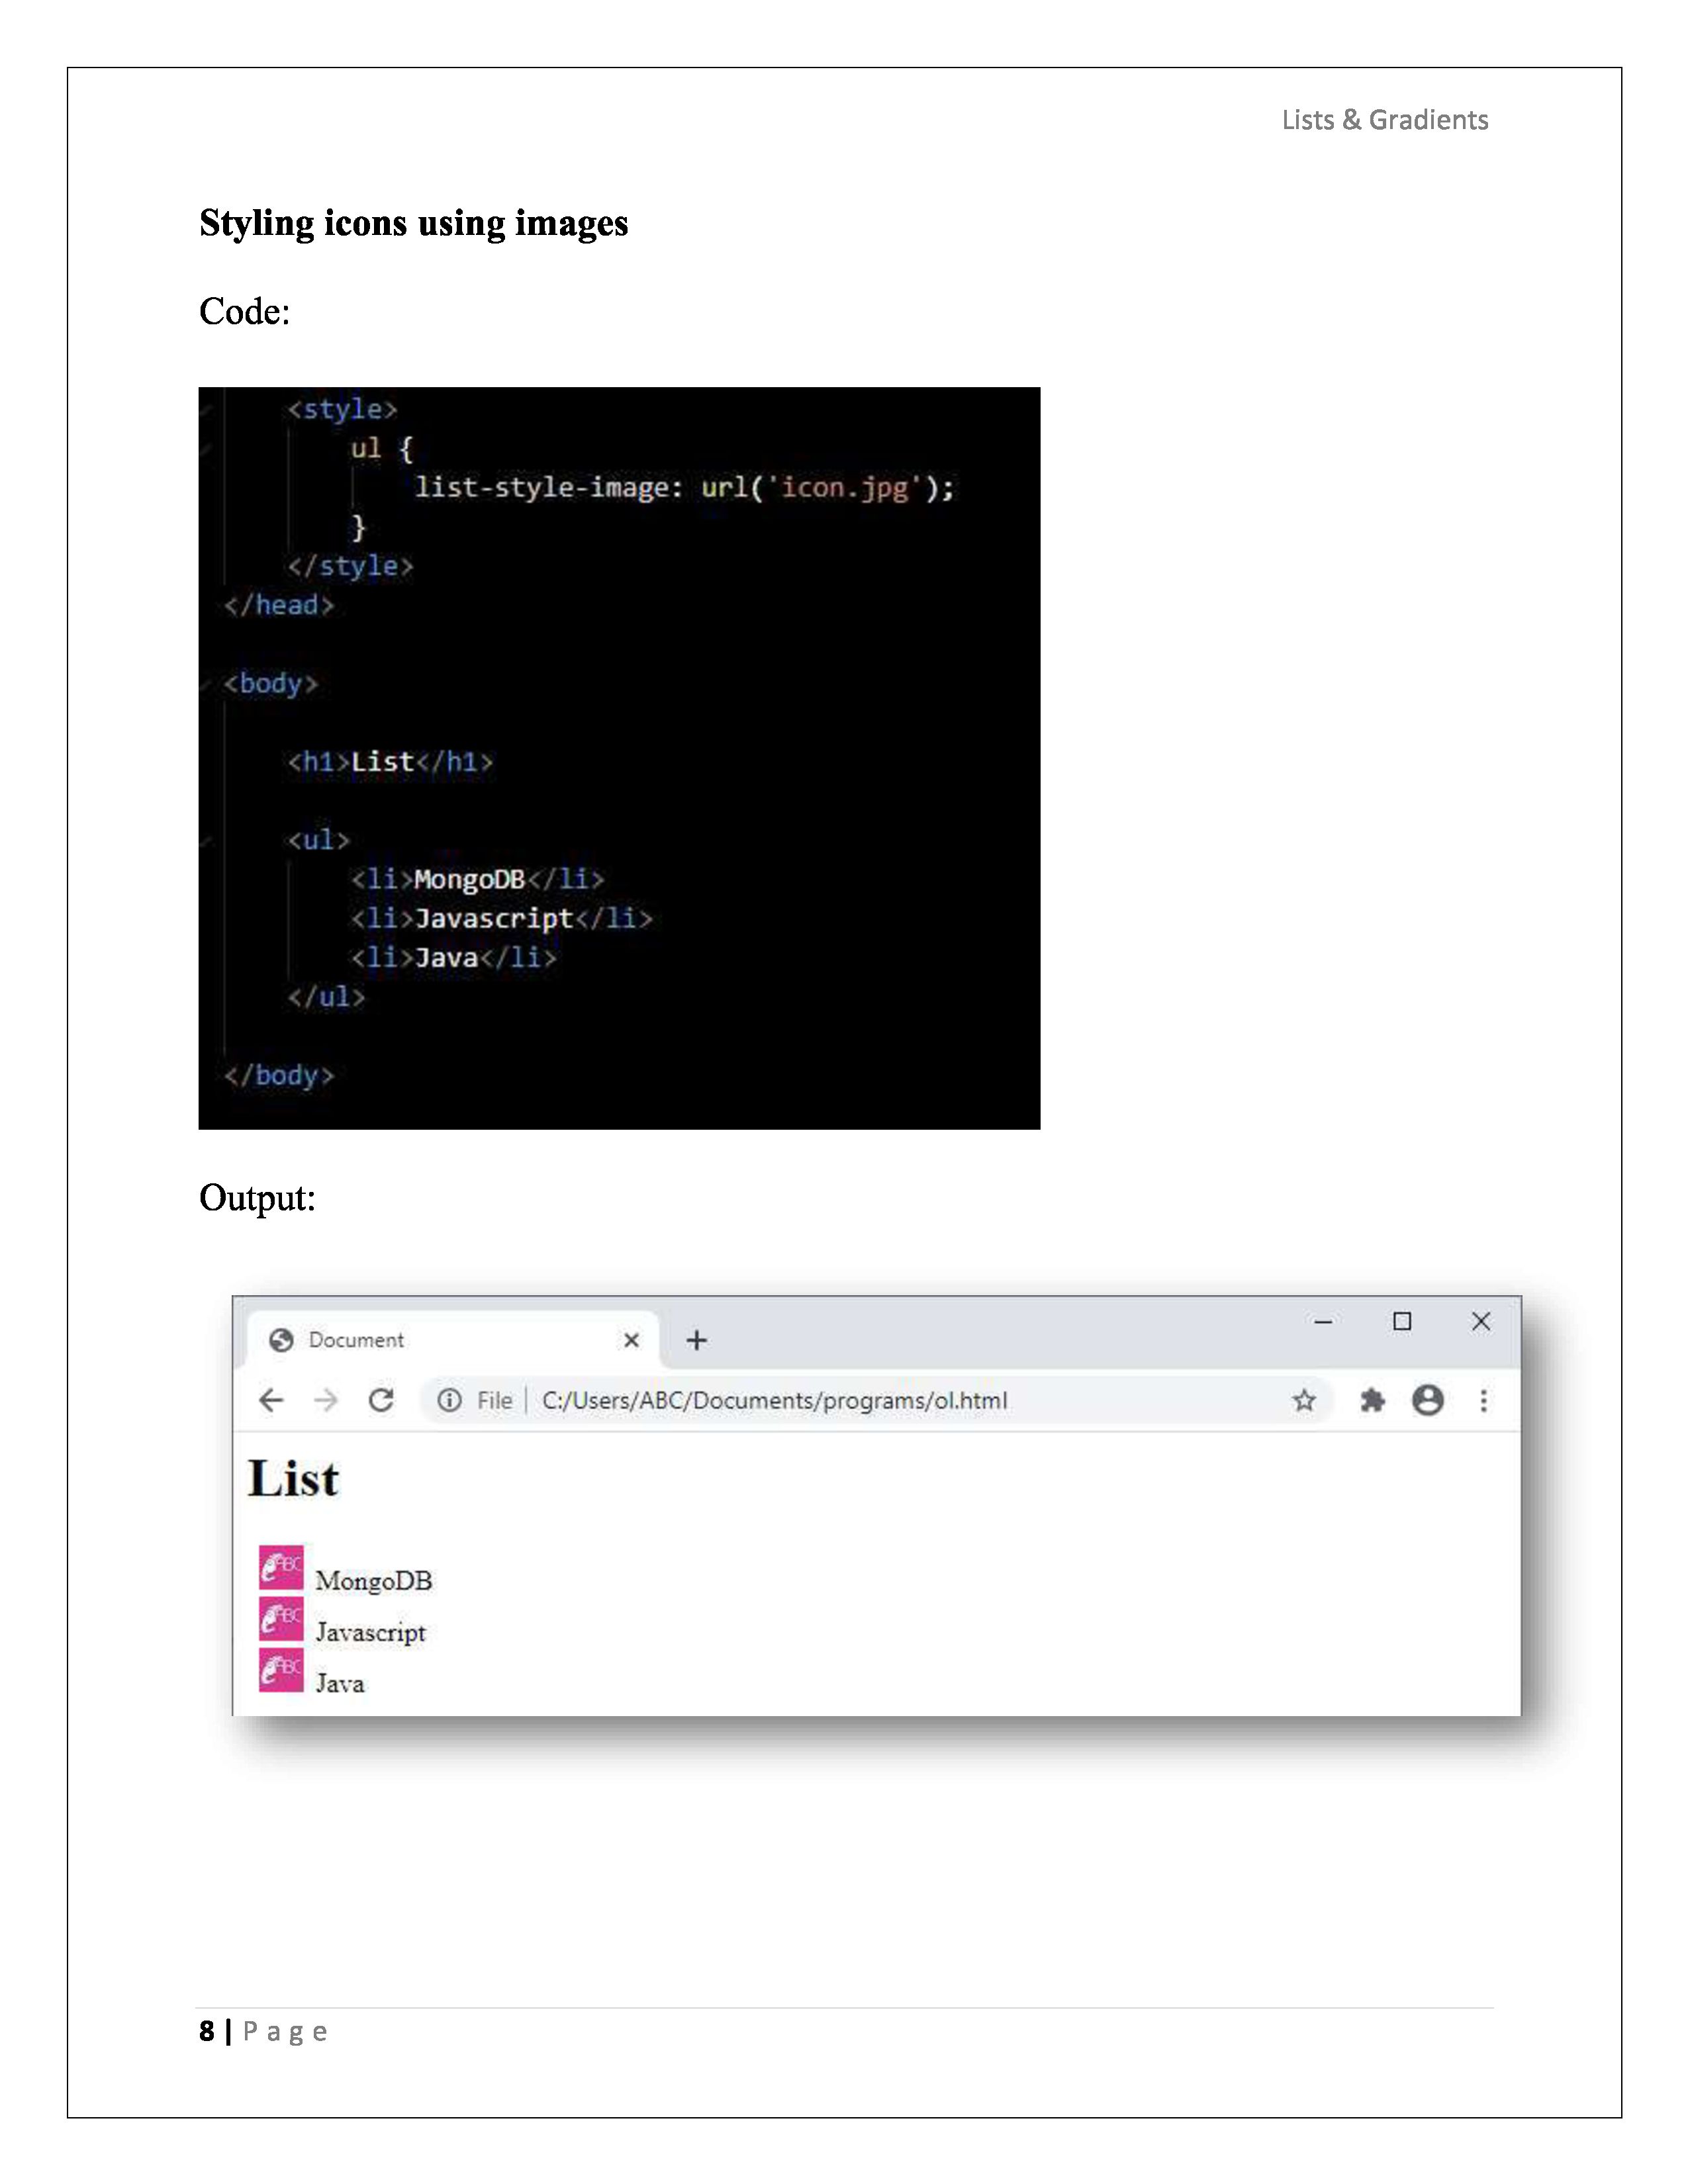 Lists & Gradients
Styling icons using images
Code:
<style>
ul {
list-style-image: url('icon.jpg');
}
</style>
</head>
<body>
<h1>List</h1>
<ul>
<li>MongoDB</li>
<li>Javascript</li>
<li>Java</li>
</ul>
</body>
Output:
Document
File | C:/Users/ABC/Documents/programs/ol.html
List
ABC MongoDB
ABC Javascript
ABC Java
8 | Page